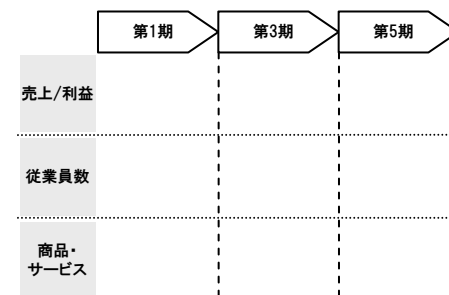 第1期
第3期
第5期
売上/利益
従業員数
商品・
サービス